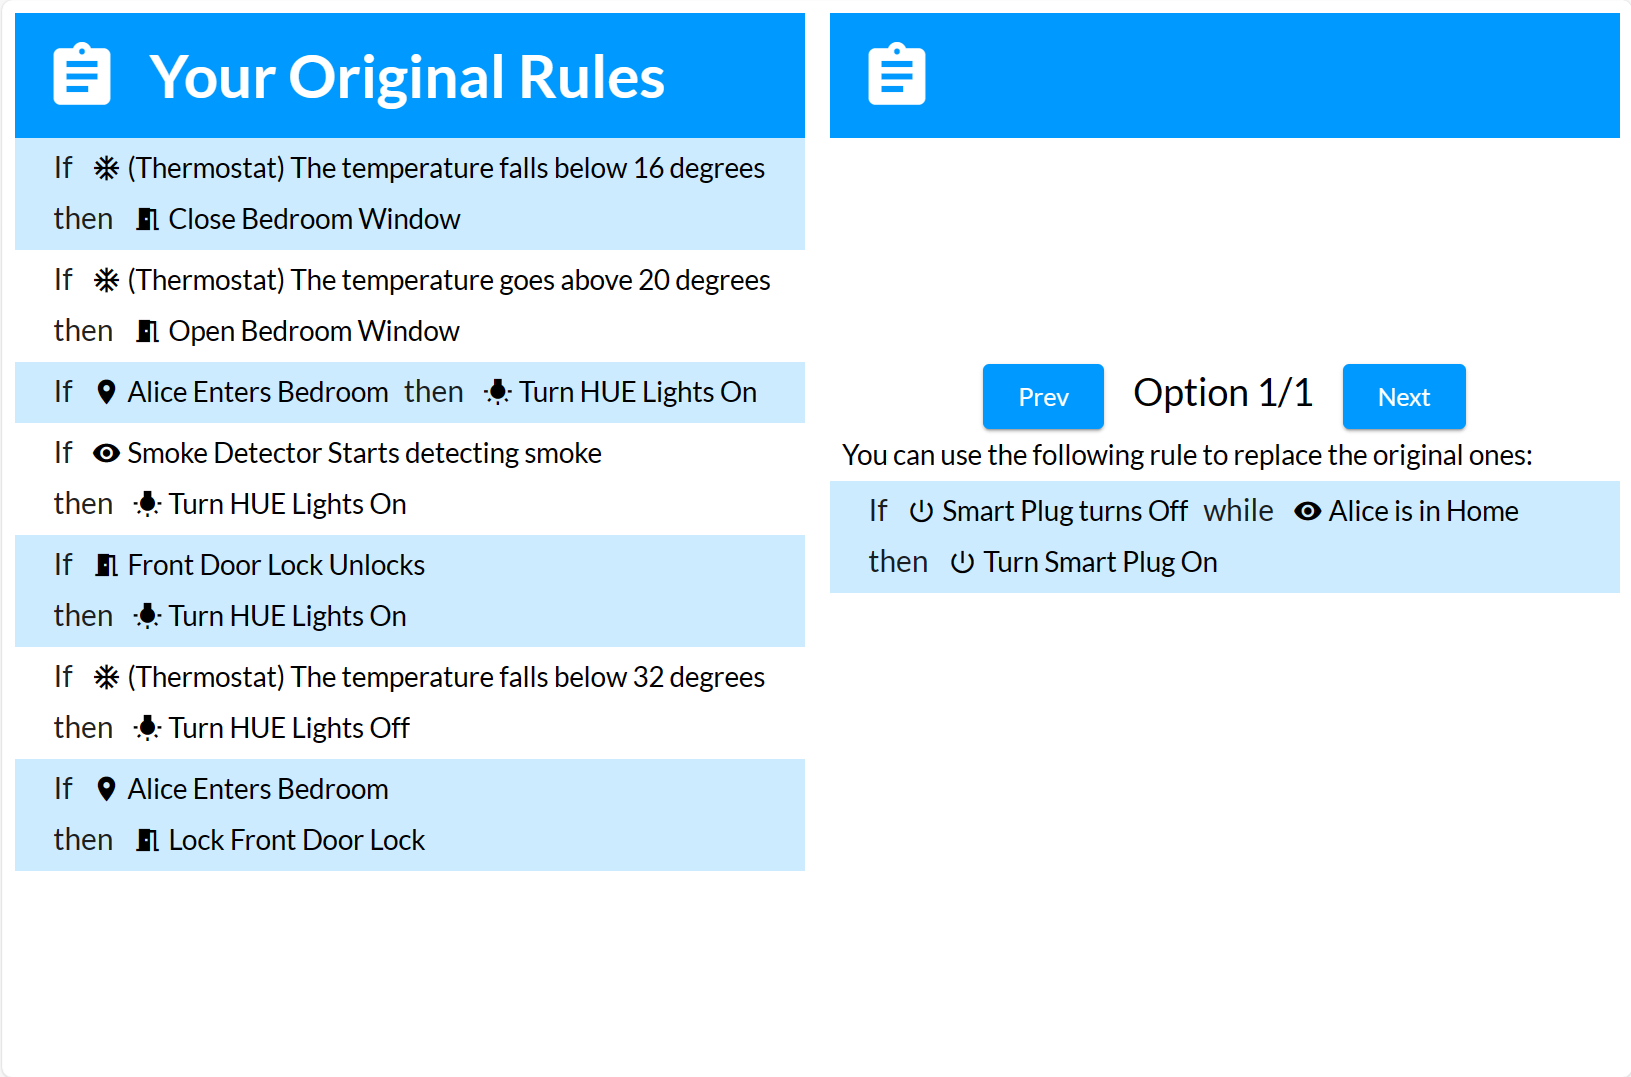 Your Original Rules
If (Thermostat) The temperature falls below 16 degrees
then Close Bedroom Window
If (Thermostat) The temperature goes above 20 degrees
then Open Bedroom Window
If Alice Enters Bedroom then Turn HUE Lights On
If Smoke Detector Starts detecting smoke
then Turn HUE Lights On
If Front Door Lock Unlocks
then Turn HUE Lights On
If (Thermostat) The temperature falls below 32 degrees
then Turn HUE Lights Off
If Alice Enters Bedroom
then Lock Front Door Lock
Prev Option 1/1 Next
You can use the following rule to replace the original ones:
If Smart Plug turns Off while Alice is in Home
then Turn Smart Plug On